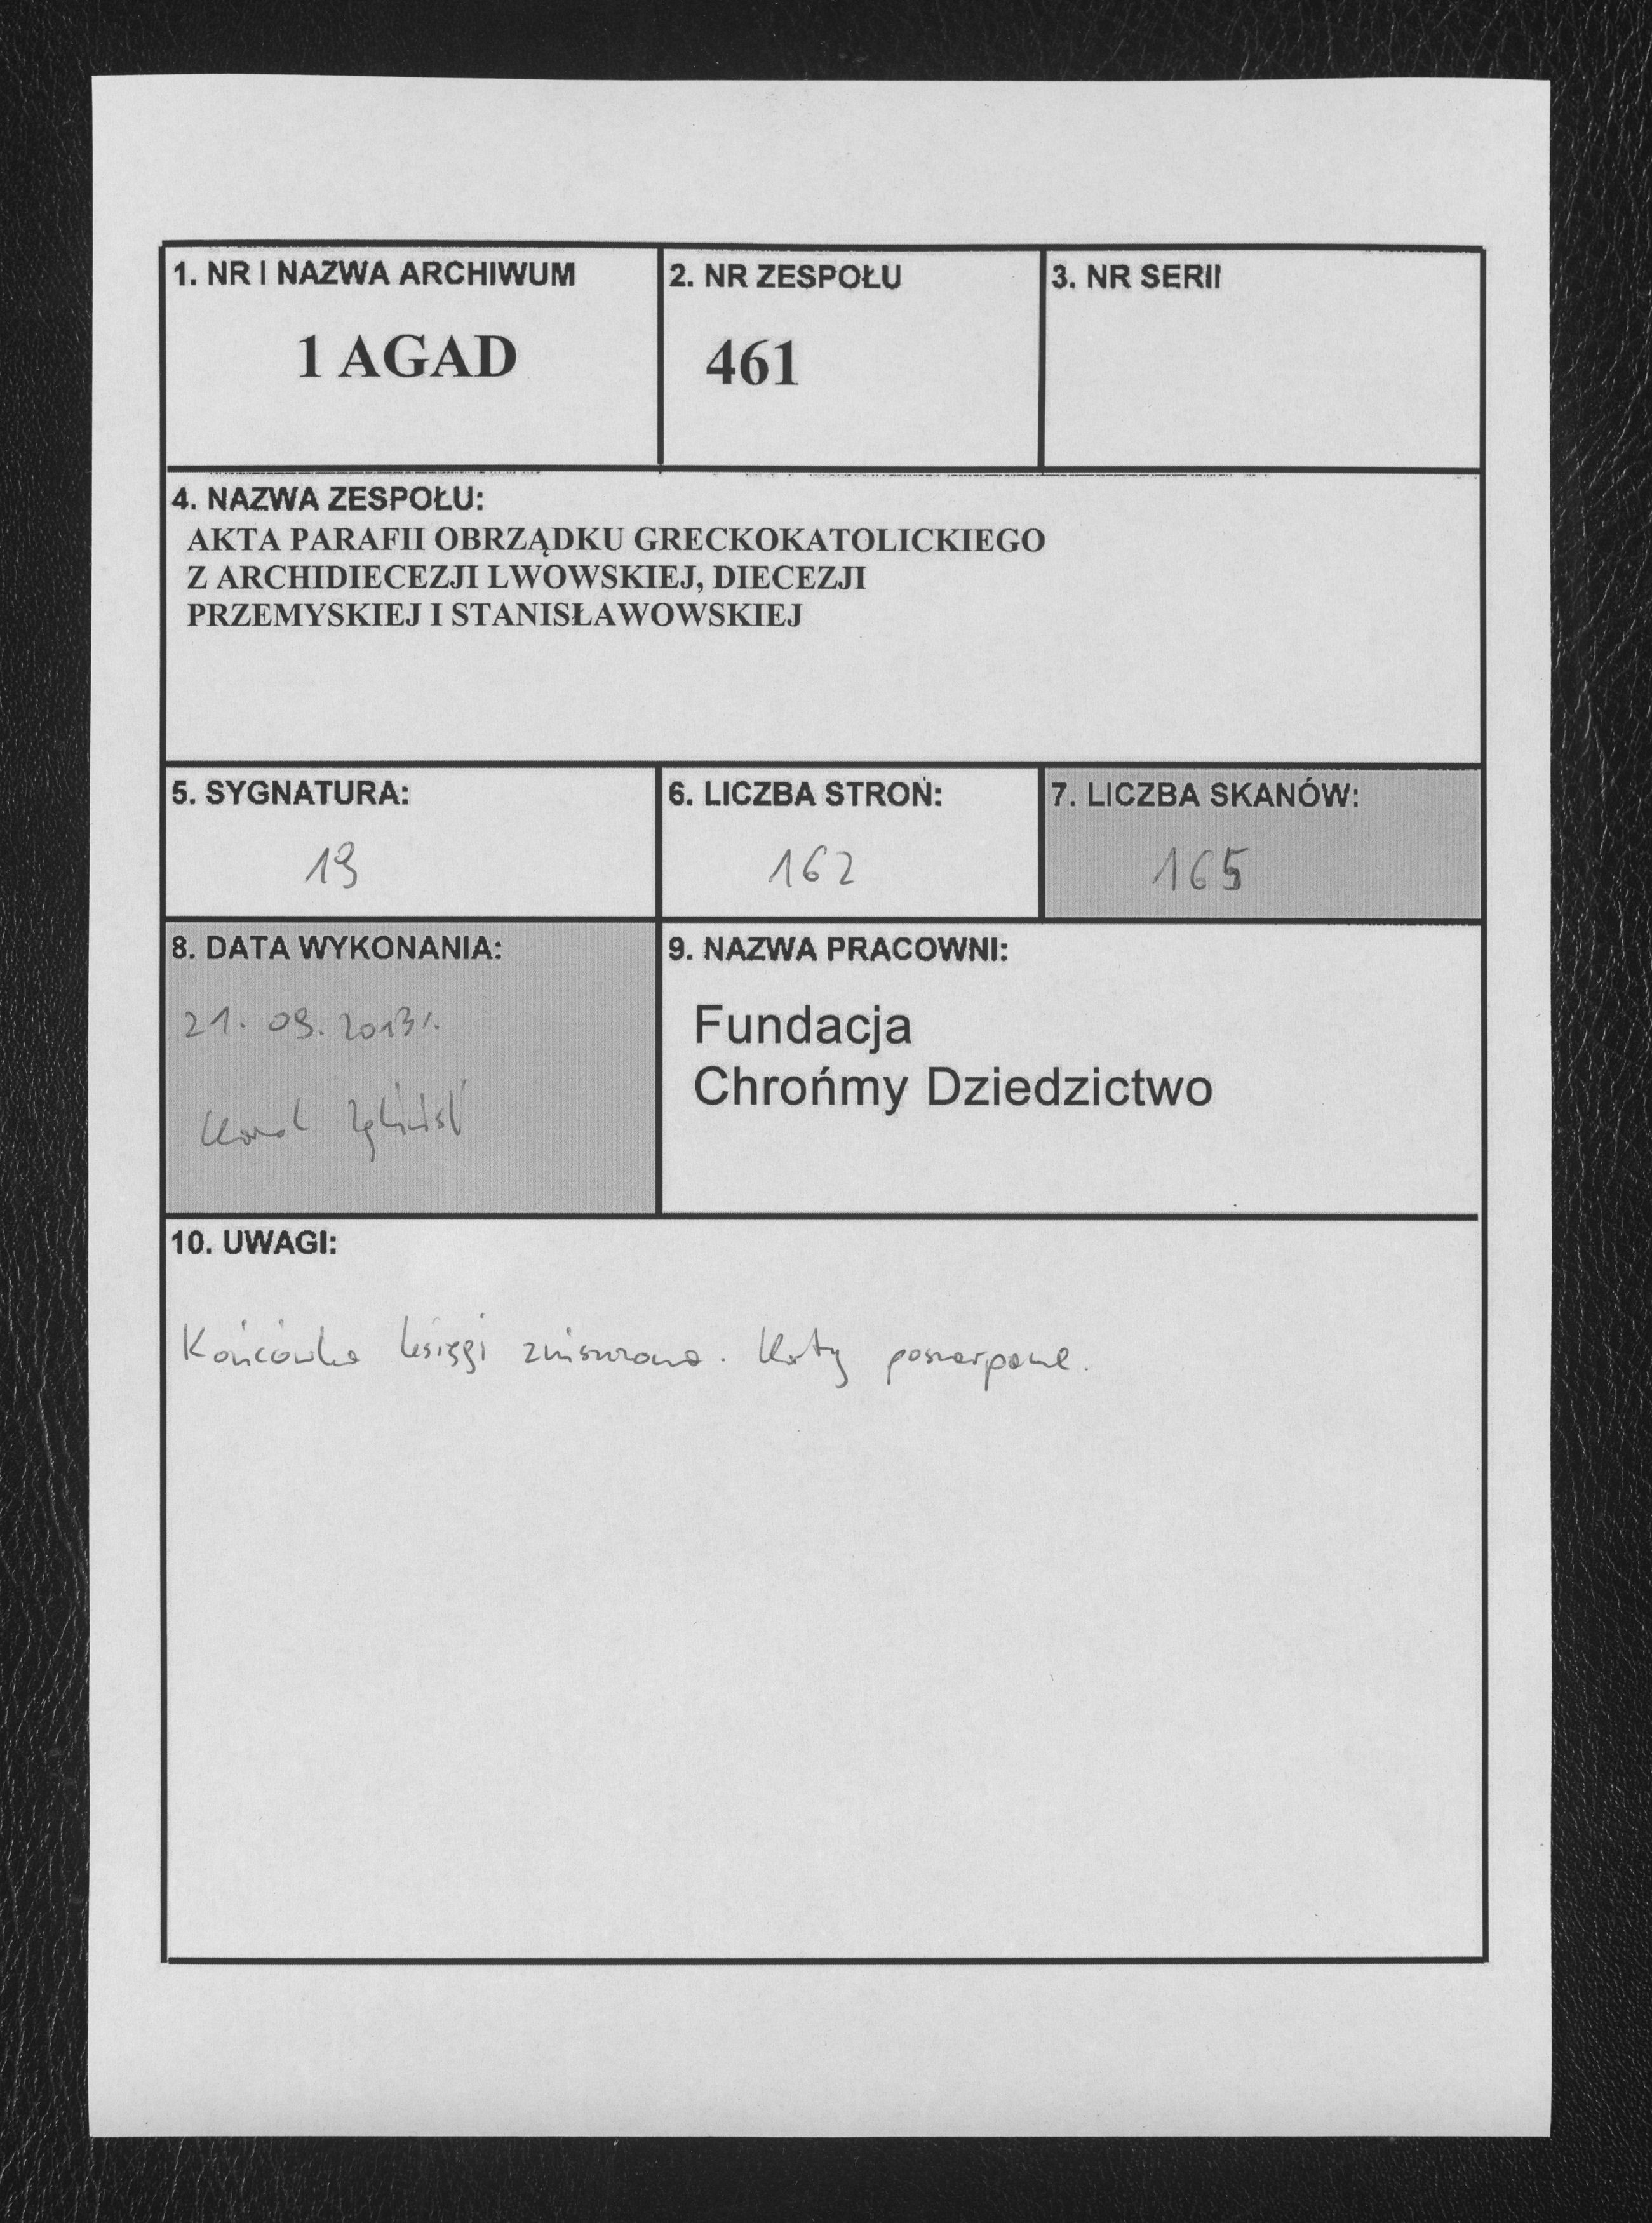 1. NR I NAZWA ARCHIWUM
1 AGAD
2. NR ZESPOŁU
461
3. NR SERII
4. NAZWA ZESPOŁU:
AKTA PARAFII OBRZĄDKU GRECKOKATOLICKIEGO
Z ARCHIDIECEZJI LWOWSKIEJ, DIECEZJI
PRZEMYSKIEJ I STANISŁAWOWSKIEJ
5. SYGNATURA:
19
6. LICZBA STRON:
162
7. LICZBA SKANÓW:
165
8. DATA WYKONANIA:
21. 09. 2013r.
Karol
9. NAZWA PRACOWNI:
Fundacja
Chrońmy Dziedzictwo
10. UWAGI:
Końcówka księgi zniszczona. Karty poszarpane.